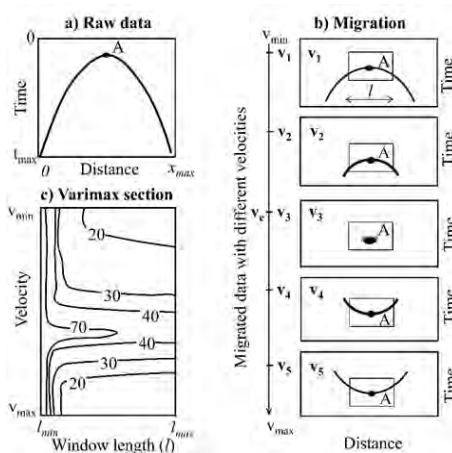 a) Raw data
0
A
Time
t_max
0
Distance
x_max
c) Varimax section
v_min
20
30
40
Velocity
70
40
30
20
v_max
l_min
Window length (l)
l_max
b) Migration
v_min
v_1
v_1
A
l
Time
v_2
v_2
A
Time
v_e
v_3
v_3
A
Time
v_4
v_4
A
Time
v_5
v_5
A
Time
v_max
Migrated data with different velocities
Distance